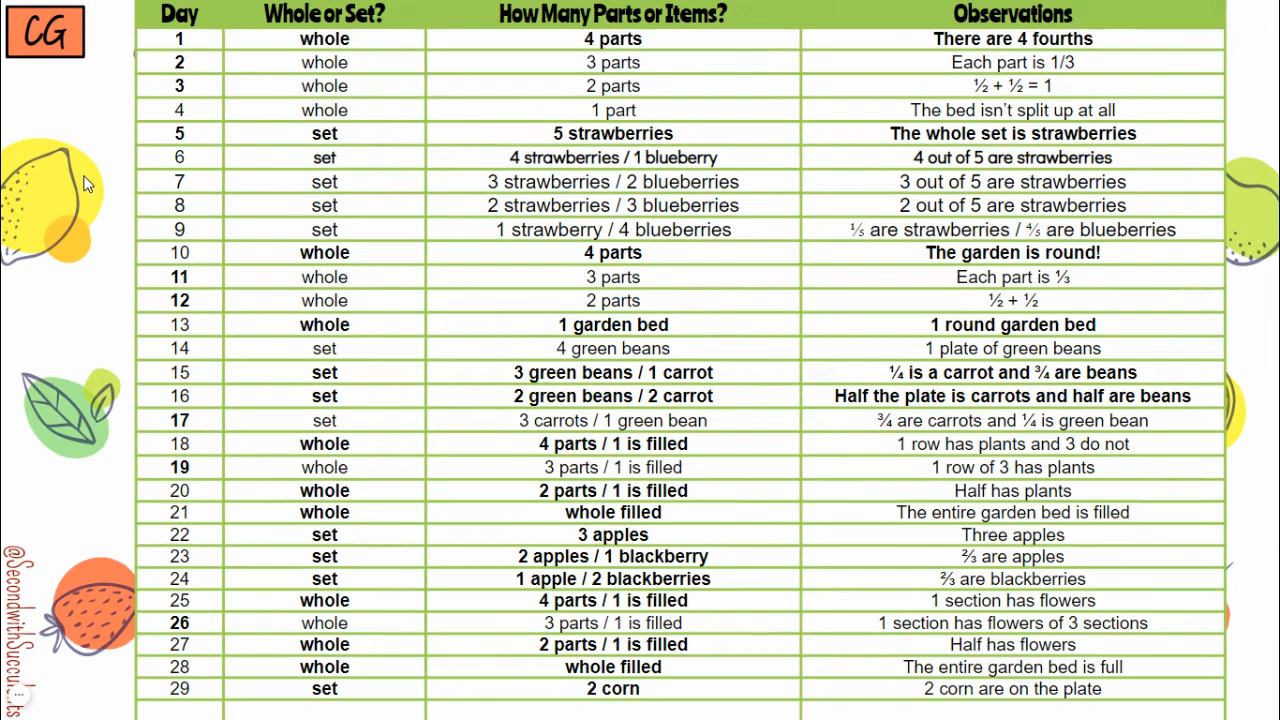 CG
Day Whole or Set? How Many Parts or Items? Observations
1 whole 4 parts There are 4 fourths
2 whole 3 parts Each part is 1/3
3 whole 2 parts ½ + ½ = 1
4 whole 1 part The bed isn't split up at all
5 set 5 strawberries The whole set is strawberries
6 set 4 strawberries / 1 blueberry 4 out of 5 are strawberries
7 set 3 strawberries / 2 blueberries 3 out of 5 are strawberries
8 set 2 strawberries / 3 blueberries 2 out of 5 are strawberries
9 set 1 strawberry / 4 blueberries ⅕ are strawberries / ⅘ are blueberries
10 whole 4 parts The garden is round!
11 whole 3 parts Each part is ⅓
12 whole 2 parts ½ + ½
13 whole 1 garden bed 1 round garden bed
14 set 4 green beans 1 plate of green beans
15 set 3 green beans / 1 carrot ¼ is a carrot and ¾ are beans
16 set 2 green beans / 2 carrot Half the plate is carrots and half are beans
17 set 3 carrots / 1 green bean ¾ are carrots and ¼ is green bean
18 whole 4 parts / 1 is filled 1 row has plants and 3 do not
19 whole 3 parts / 1 is filled 1 row of 3 has plants
20 whole 2 parts / 1 is filled Half has plants
21 whole whole filled The entire garden bed is filled
22 set 3 apples Three apples
23 set 2 apples / 1 blackberry ⅔ are apples
24 set 1 apple / 2 blackberries ⅔ are blackberries
25 whole 4 parts / 1 is filled 1 section has flowers
26 whole 3 parts / 1 is filled 1 section has flowers of 3 sections
27 whole 2 parts / 1 is filled Half has flowers
28 whole whole filled The entire garden bed is full
29 set 2 corn 2 corn are on the plate